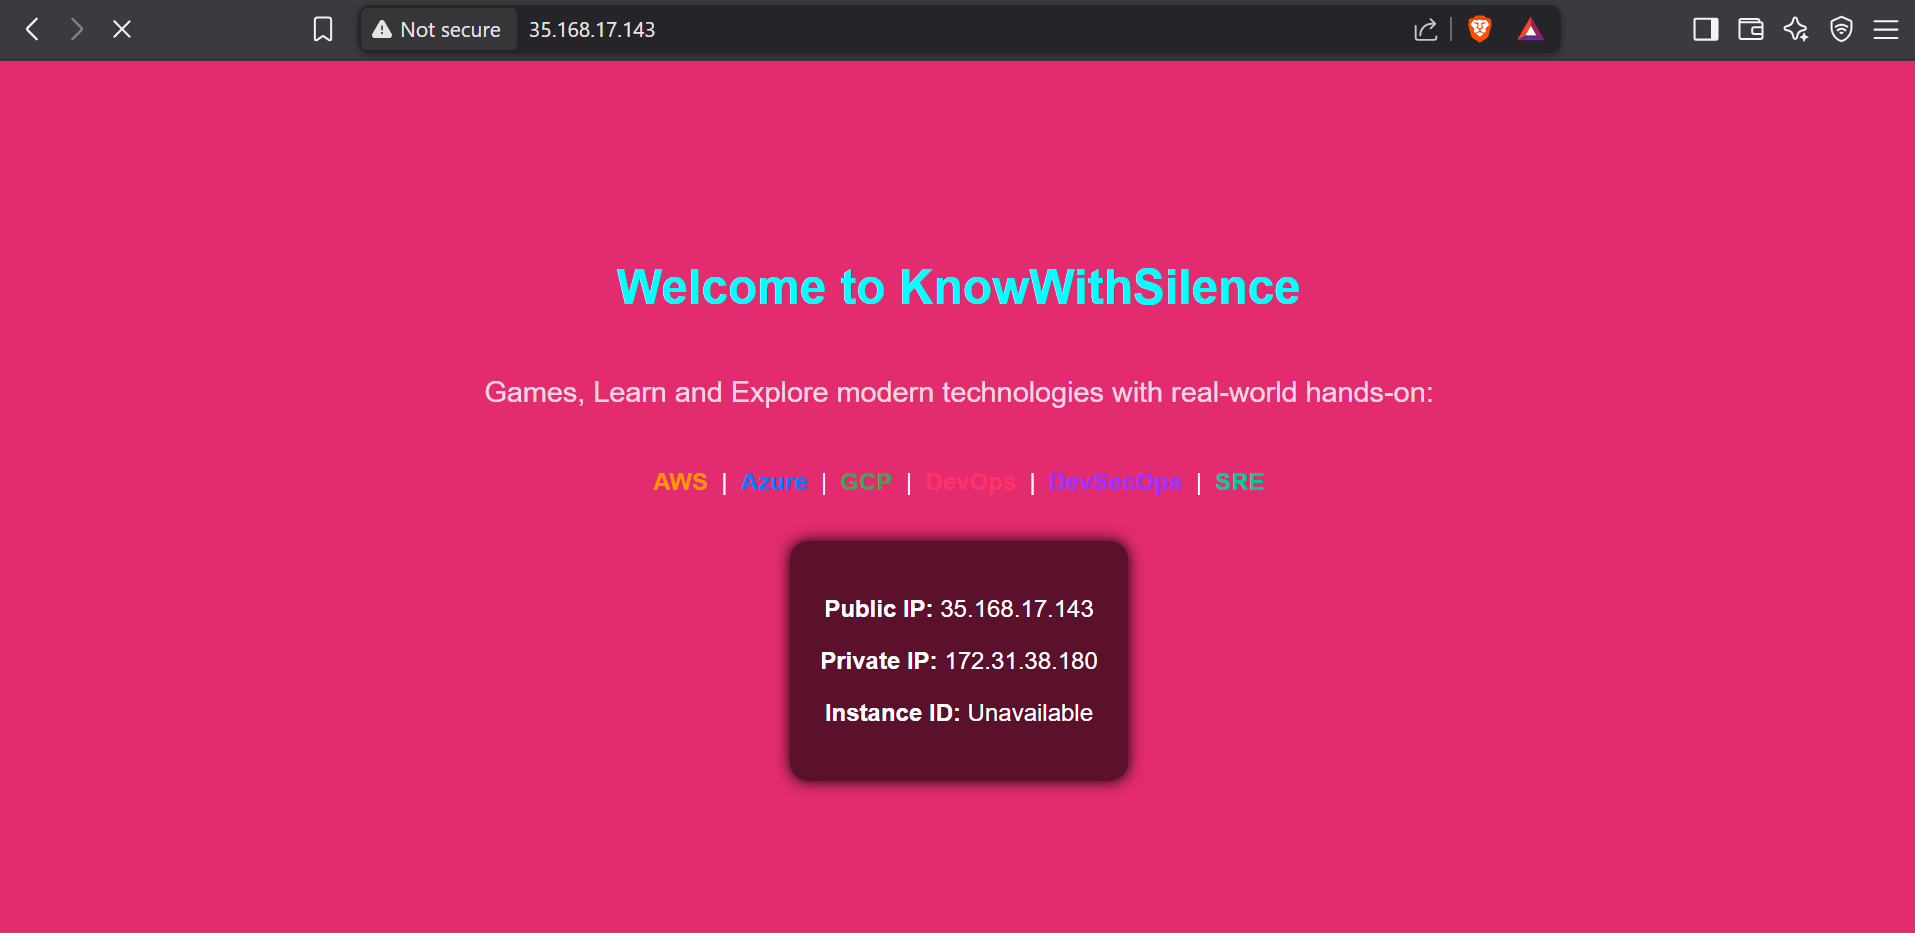 Not secure 35.168.17.143
Welcome to KnowWithSilence
Games, Learn and Explore modern technologies with real-world hands-on:
AWS | Azure | GCP | DevOps | DevSecOps | SRE
Public IP: 35.168.17.143
Private IP: 172.31.38.180
Instance ID: Unavailable